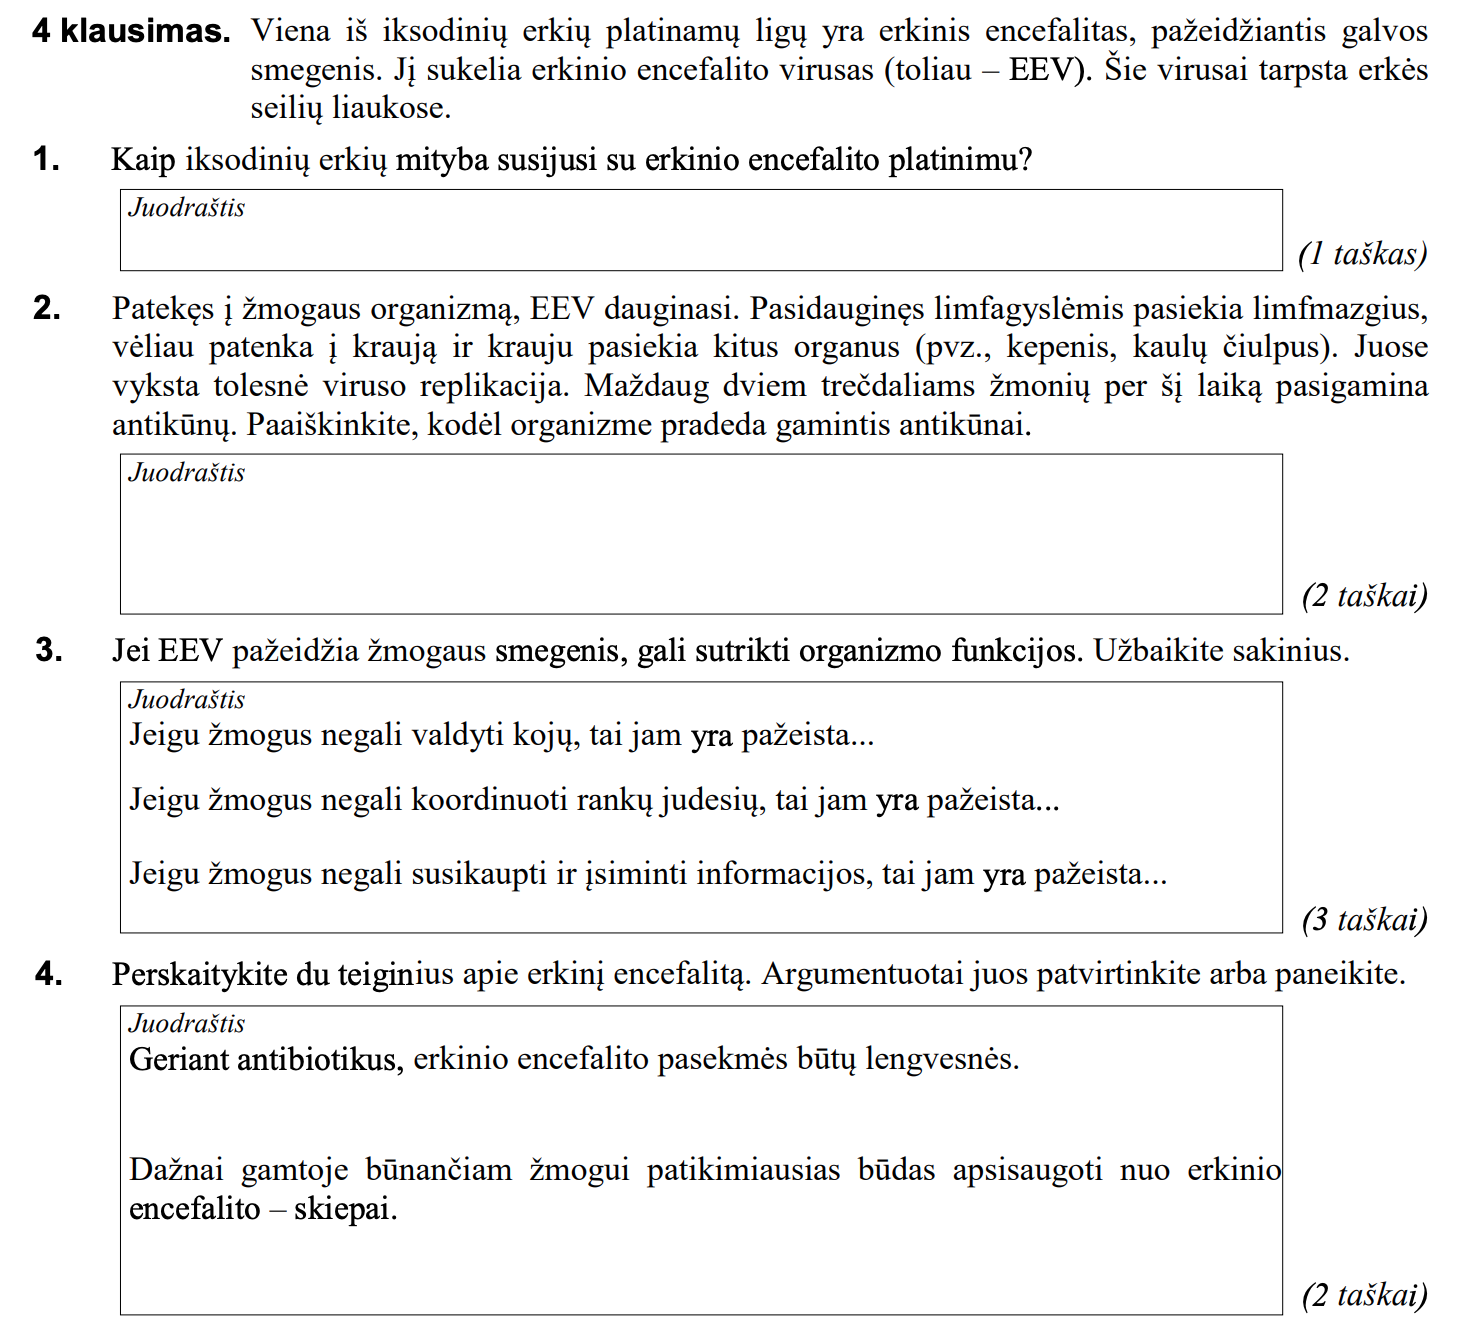 4 klausimas. Viena iš iksodinių erkių platinamų ligų yra erkinis encefalitas, pažeidžiantis galvos
smegenis. Jį sukelia erkinio encefalito virusas (toliau – EEV). Šie virusai tarpsta erkės
seilių liaukose.
1. Kaip iksodinių erkių mityba susijusi su erkinio encefalito platinimu?
Juodraštis
(1 taškas)
2. Patekęs į žmogaus organizmą, EEV dauginasi. Pasidauginęs limfagyslėmis pasiekia limfmazgius,
vėliau patenka į kraują ir krauju pasiekia kitus organus (pvz., kepenis, kaulų čiulpus). Juose
vyksta tolesnė viruso replikacija. Maždaug dviem trečdaliams žmonių per šį laiką pasigamina
antikūnų. Paaiškinkite, kodėl organizme pradeda gamintis antikūnai.
Juodraštis
(2 taškai)
3. Jei EEV pažeidžia žmogaus smegenis, gali sutrikti organizmo funkcijos. Užbaikite sakinius.
Juodraštis
Jeigu žmogus negali valdyti kojų, tai jam yra pažeista...
Jeigu žmogus negali koordinuoti rankų judesių, tai jam yra pažeista...
Jeigu žmogus negali susikaupti ir įsiminti informacijos, tai jam yra pažeista...
(3 taškai)
4. Perskaitykite du teiginius apie erkinį encefalitą. Argumentuotai juos patvirtinkite arba paneikite.
Juodraštis
Geriant antibiotikus, erkinio encefalito pasekmės būtų lengvesnės.
Dažnai gamtoje būnančiam žmogui patikimiausias būdas apsisaugoti nuo erkinio
encefalito – skiepai.
(2 taškai)